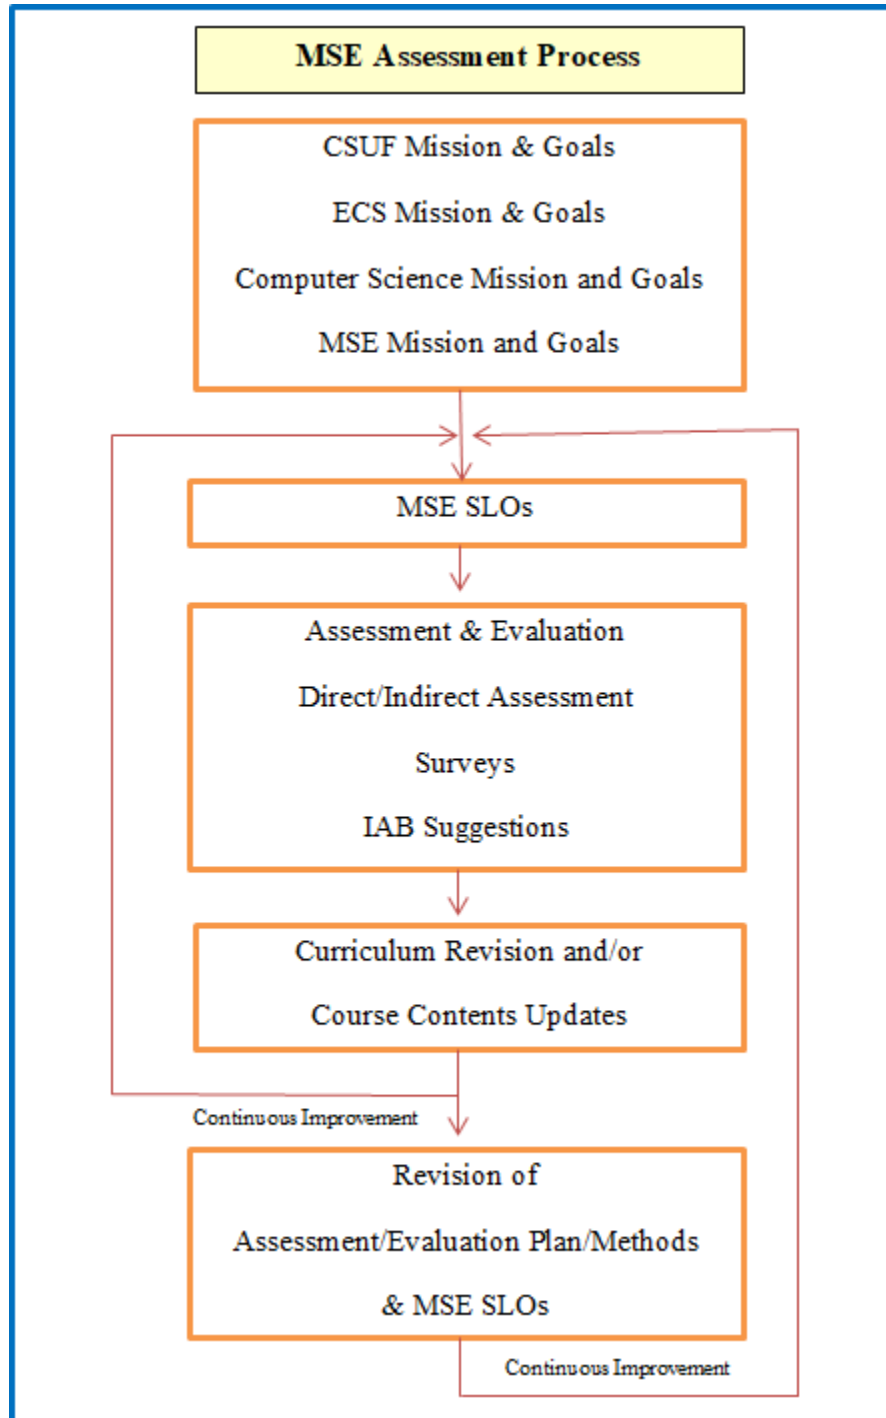 MSE Assessment Process
CSUF Mission & Goals
ECS Mission & Goals
Computer Science Mission and Goals
MSE Mission and Goals
MSE SLOs
Assessment & Evaluation
Direct/Indirect Assessment
Surveys
IAB Suggestions
Curriculum Revision and/or
Course Contents Updates
Continuous Improvement
Revision of
Assessment/Evaluation Plan/Methods
& MSE SLOs
Continuous Improvement